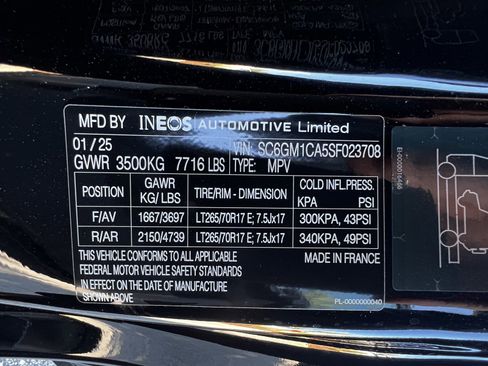 MFD BY INEOS AUTOMOTIVE Limited
01 / 25 VIN: SC6GM1CA5SF023708
GVWR 3500KG 7716 LBS TYPE: MPV
POSITION GAWR KG/LBS TIRE/RIM - DIMENSION COLD INFL.PRESS. KPA PSI
F/AV 1667/3697 LT265/70R17 E; 7.5Jx17 300KPA, 43PSI
R/AR 2150/4739 LT265/70R17 E; 7.5Jx17 340KPA, 49PSI
THIS VEHICLE CONFORMS TO ALL APPLICABLE MADE IN FRANCE
FEDERAL MOTOR VEHICLE SAFETY STANDARDS
IN EFFECT ON THE DATE OF MANUFACTURE
SHOWN ABOVE
PL-0000000040